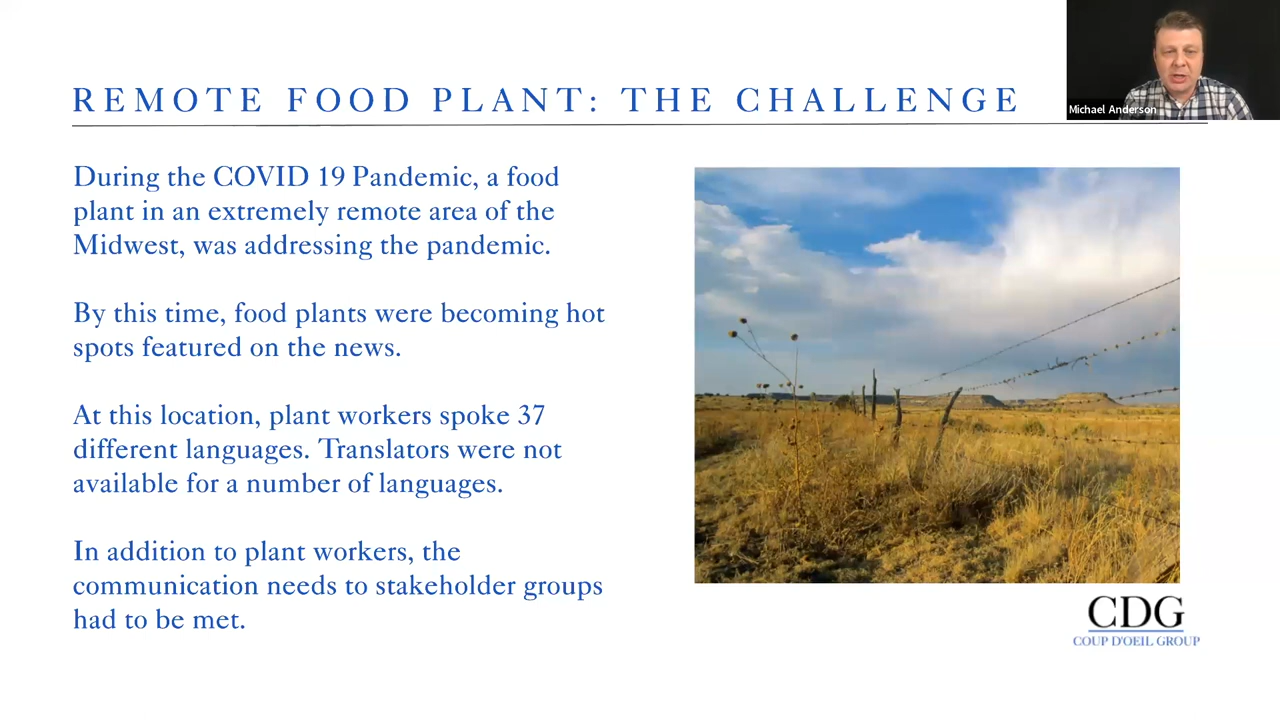 REMOTE FOOD PLANT: THE CHALLENGE
Michael Anderson
During the COVID 19 Pandemic, a food
plant in an extremely remote area of the
Midwest, was addressing the pandemic.
By this time, food plants were becoming hot
spots featured on the news.
At this location, plant workers spoke 37
different languages. Translators were not
available for a number of languages.
In addition to plant workers, the
communication needs to stakeholder groups
had to be met.
CDG
COUP D'OEIL GROUP